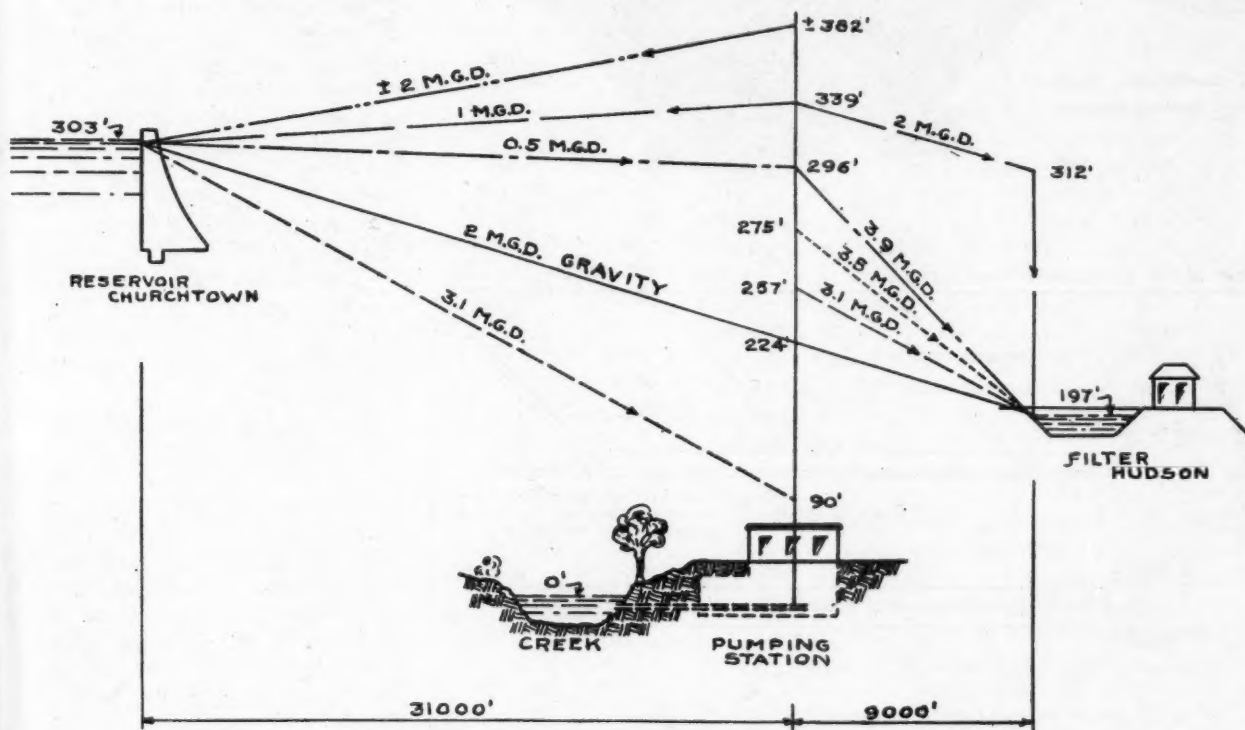 ±382'
± 2 M.G.D.
303'
1 M.G.D.
339'
2 M.G.D.
0.5 M.G.D.
296'
312'
275'
3.9 M.G.D.
2 M.G.D. GRAVITY
3.5 M.G.D.
RESERVOIR
CHURCHTOWN
257'
3.1 M.G.D.
3.1 M.G.D.
224'
197'
FILTER
HUDSON
90'
0'
CREEK
PUMPING
STATION
31000'
9000'